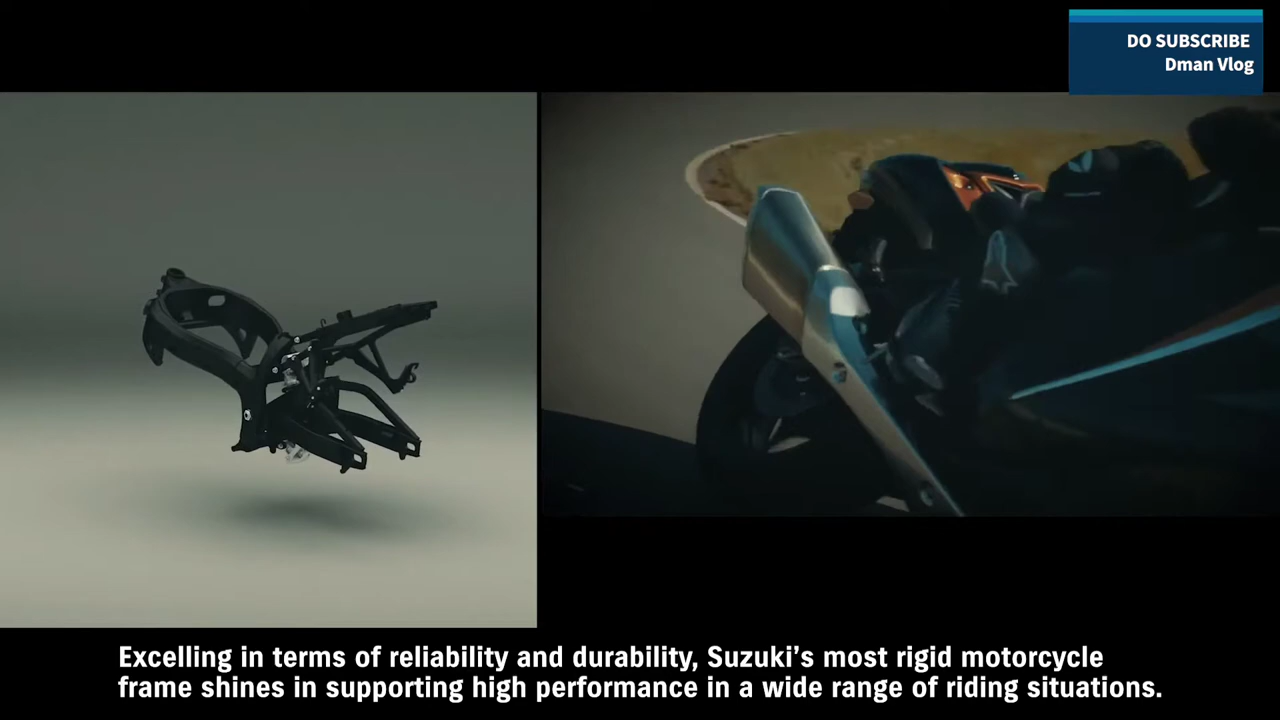 DO SUBSCRIBE
Dman Vlog
Excelling in terms of reliability and durability, Suzuki’s most rigid motorcycle
frame shines in supporting high performance in a wide range of riding situations.